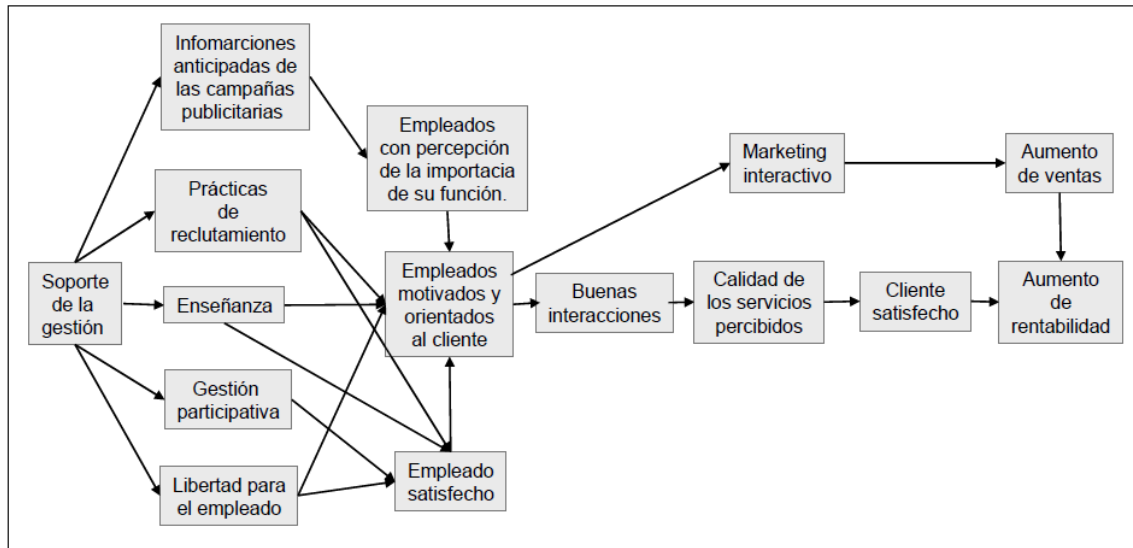 Infomarciones
anticipadas de
las campañas
publicitarias
Empleados
con percepción
de la importacia
de su función.
Marketing
interactivo
Aumento
de ventas
Prácticas
de
reclutamiento
Soporte
de la
gestión
Enseñanza
Empleados
motivados y
orientados
al cliente
Buenas
interacciones
Calidad de
los servicios
percibidos
Cliente
satisfecho
Aumento
de
rentabilidad
Gestión
participativa
Libertad para
el empleado
Empleado
satisfecho